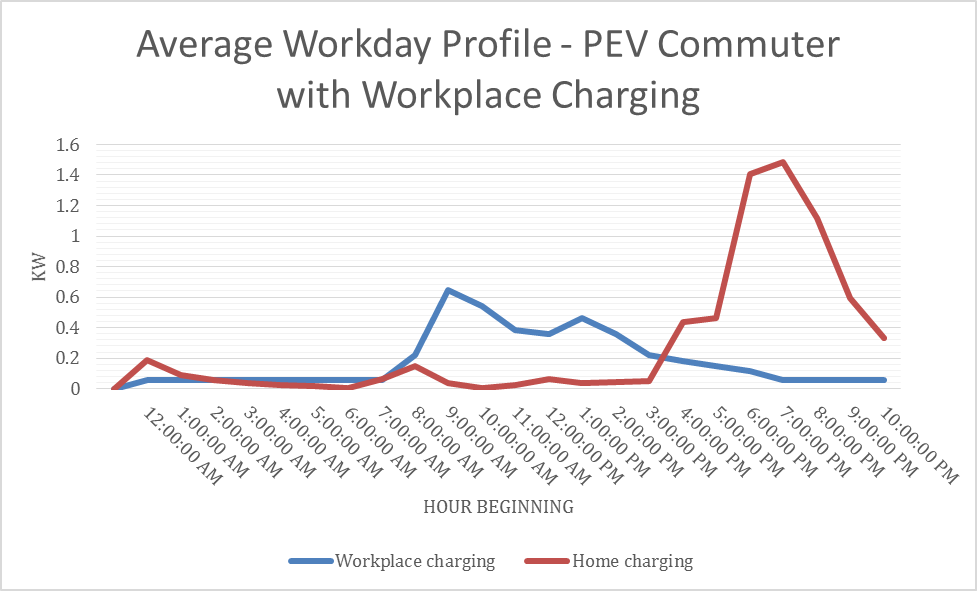 Average Workday Profile - PEV Commuter
with Workplace Charging
1.6
1.4
1.2
1
0.8
0.6
0.4
0.2
0
KW
12:00:00 AM
1:00:00 AM
2:00:00 AM
3:00:00 AM
4:00:00 AM
5:00:00 AM
6:00:00 AM
7:00:00 AM
8:00:00 AM
9:00:00 AM
10:00:00 AM
11:00:00 AM
12:00:00 PM
1:00:00 PM
2:00:00 PM
3:00:00 PM
4:00:00 PM
5:00:00 PM
6:00:00 PM
7:00:00 PM
8:00:00 PM
9:00:00 PM
10:00:00 PM
HOUR BEGINNING
Workplace charging
Home charging